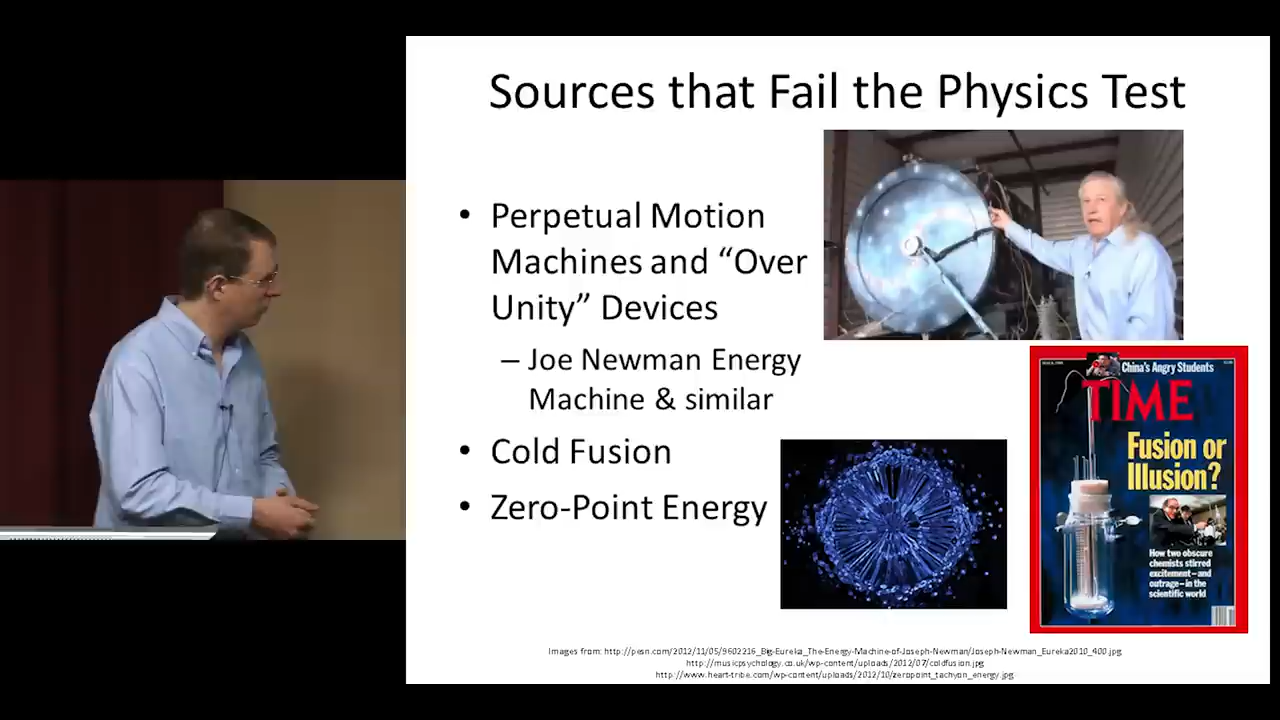 Sources that Fail the Physics Test
• Perpetual Motion
Machines and “Over
Unity” Devices
– Joe Newman Energy
Machine & similar
• Cold Fusion
• Zero-Point Energy
China's Angry Students
TIME
Fusion or
Illusion?
How two obscure
chemists stirred
excitement—and
outrage—in the
scientific world
Images from: http://pesn.com/2012/11/05/9602216_Big-Eureka_The-Energy-Machine-of-Joseph-Newman/Joseph-Newman_Eureka2010_400.jpg
http://musicpsychology.co.uk/wp-content/uploads/2012/07/coldfusion.jpg
http://www.heart-tribe.com/wp-content/uploads/2012/10/zeropoint_tachyon_energy.jpg